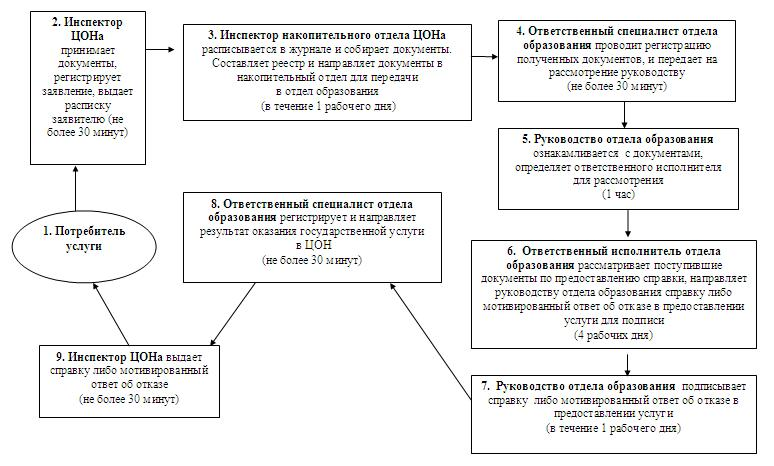 1. Потребитель
услуги
2. Инспектор
ЦОНа
принимает
документы,
регистрирует
заявление, выдает
расписку
заявителю (не
более 30 минут)
3. Инспектор накопительного отдела ЦОНа
расписывается в журнале и собирает документы.
Составляет реестр и направляет документы в
накопительный отдел для передачи
в отдел образования
(в течение 1 рабочего дня)
4. Ответственный специалист отдела
образования проводит регистрацию
полученных документов, и передает на
рассмотрение руководству
(не более 30 минут)
5. Руководство отдела образования
ознакамливается с документами,
определяет ответственного исполнителя
для рассмотрения
(1 час)
6. Ответственный исполнитель отдела
образования рассматривает поступившие
документы по предоставлению справки, направляет
руководству отдела образования справку либо
мотивированный ответ об отказе в предоставлении
услуги для подписи
(4 рабочих дня)
7. Руководство отдела образования подписывает
справку либо мотивированный ответ об отказе в
предоставлении услуги
(в течение 1 рабочего дня)
8. Ответственный специалист отдела
образования регистрирует и направляет
результат оказания государственной услуги
в ЦОН
(не более 30 минут)
9. Инспектор ЦОНа выдает
справку либо мотивированный
ответ об отказе
(не более 30 минут)